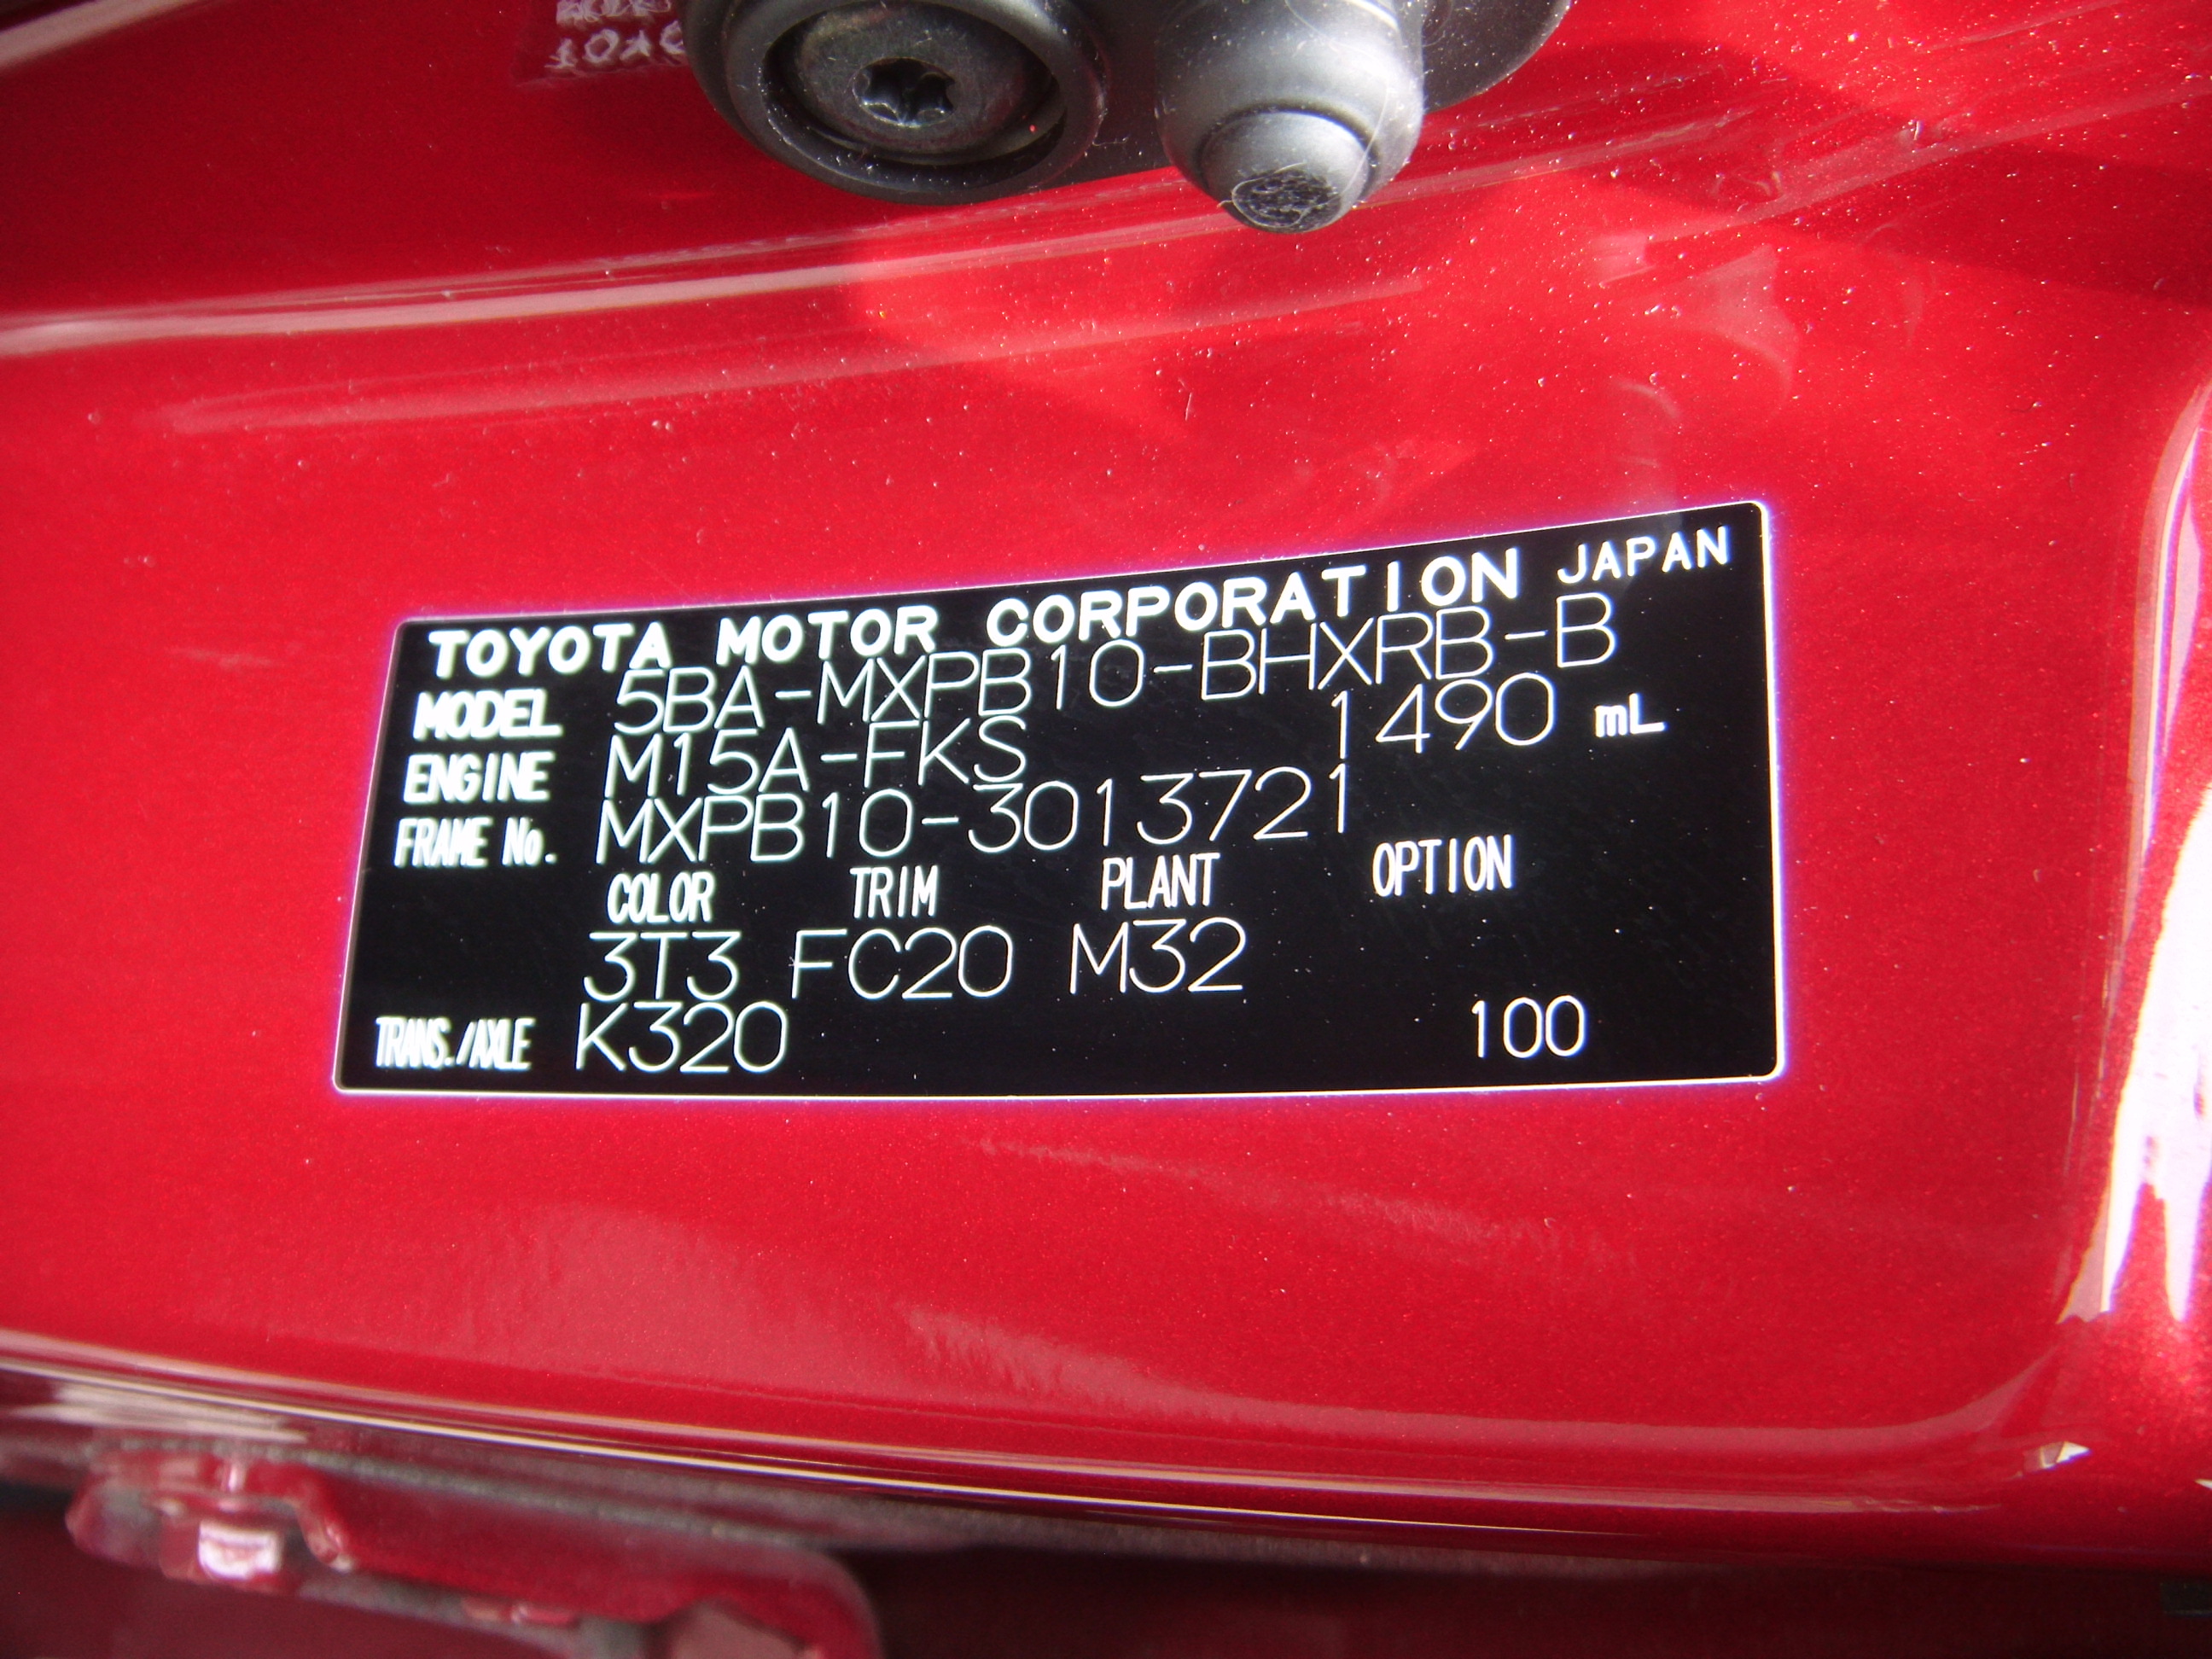 TOYOTA MOTOR CORPORATION JAPAN
MODEL 5BA-MXPB10-BHXRB-B
ENGINE M15A-FKS 1490 mL
FRAME No. MXPB10-3013721
COLOR TRIM PLANT OPTION
3T3 FC20 M32
TRANS./AXLE K320 100